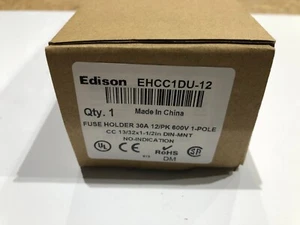 Edison EHCC1DU-12
Qty. 1 Made In China
FUSE HOLDER 30A 12/PK 600V 1-POLE
CC 13/32x1-1/2in DIN-MNT
NO-INDICATION
RoHS
DM